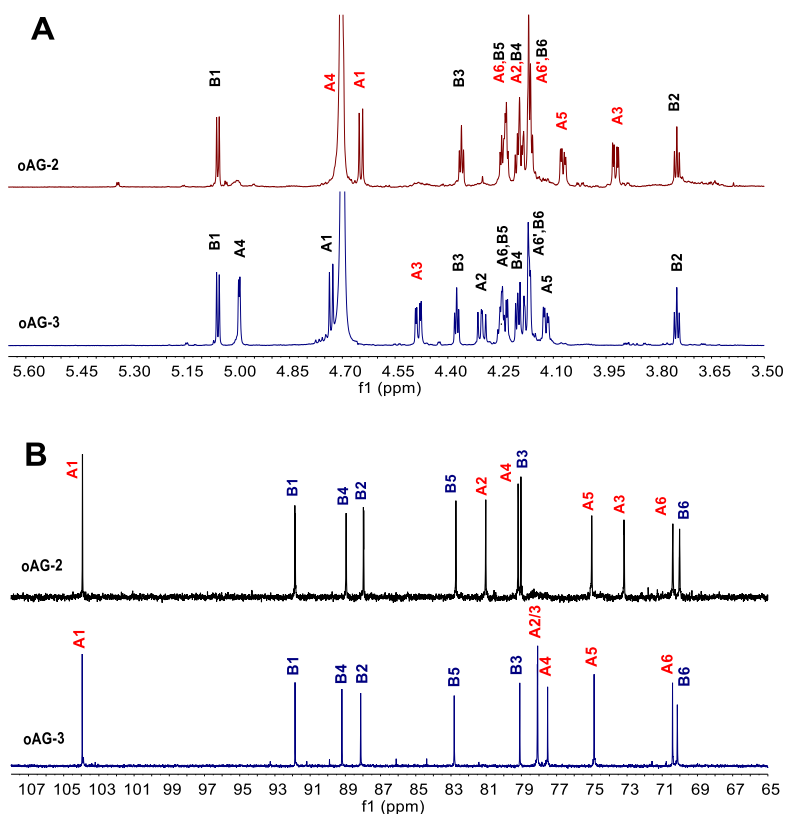 A
B1
A4
A1
B3
A6,B5
A2,B4
A6',B6
A5
A3
B2
oAG-2
B1
A4
A1
A3
B3
A2
A6,B5
B4
A6',B6
A5
B2
oAG-3
5.60 5.45 5.30 5.15 5.00 4.85 4.70 4.55 4.40 4.25 4.10 3.95 3.80 3.65 3.50
f1 (ppm)
B
A1
B1
B4
B2
B5
A2
A4
B3
A5
A3
A6
B6
oAG-2
A1
B1
B4
B2
B5
B3
A2/3
A4
A5
A6
B6
oAG-3
107 105 103 101 99 97 95 93 91 89 87 85 83 81 79 77 75 73 71 69 67 65
f1 (ppm)